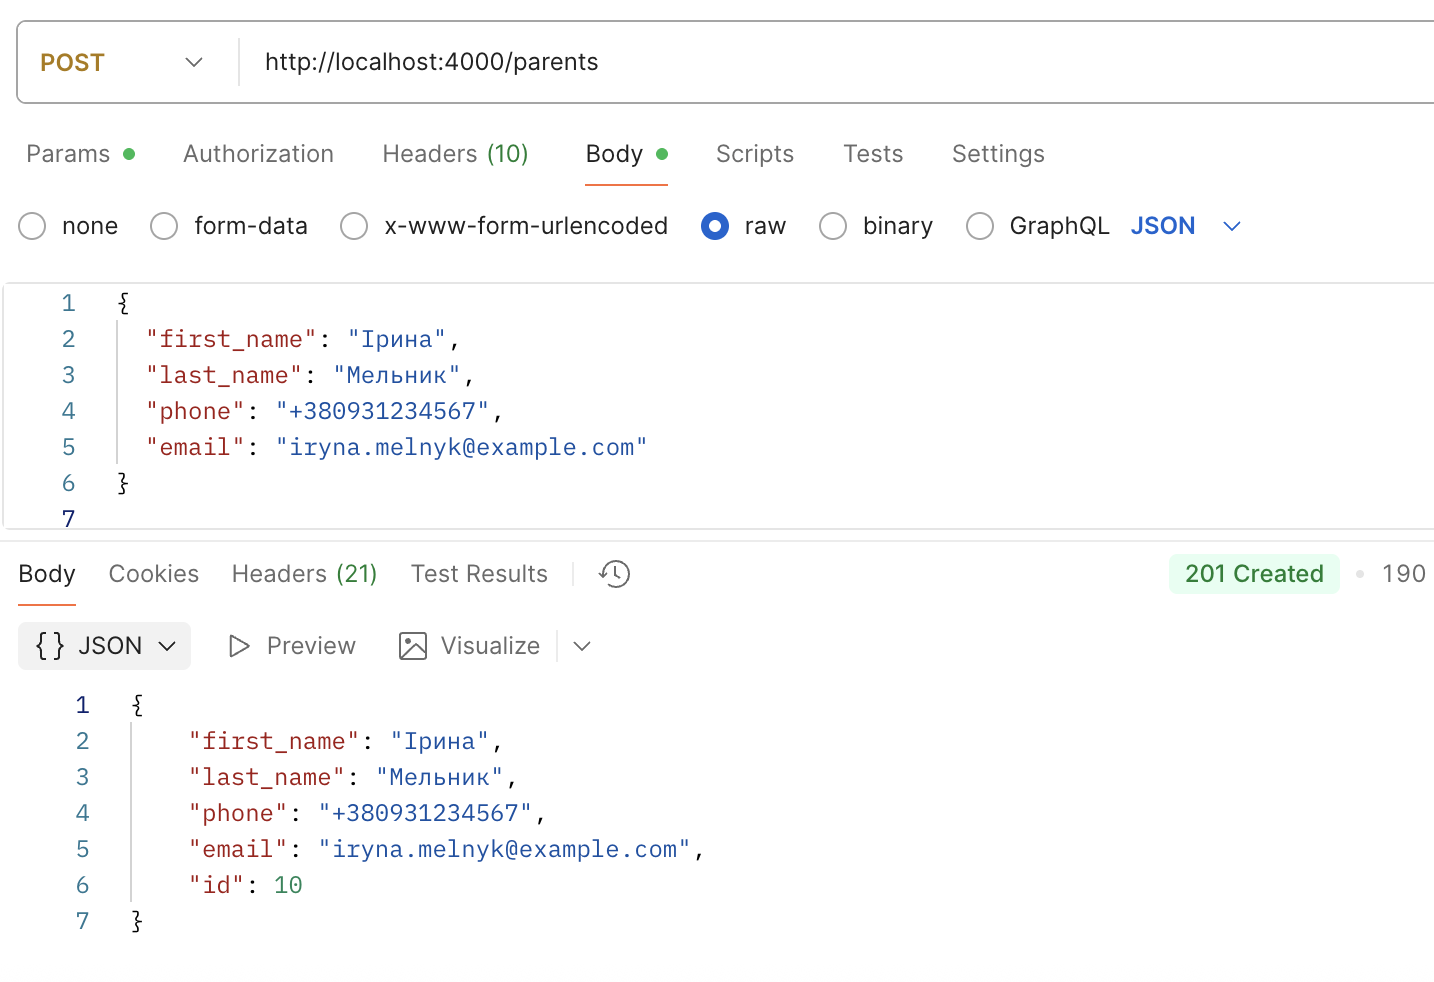 POST http://localhost:4000/parents
Params Authorization Headers (10) Body Scripts Tests Settings
none form-data x-www-form-urlencoded raw binary GraphQL JSON
1 {
2 "first_name": "Ірина",
3 "last_name": "Мельник",
4 "phone": "+380931234567",
5 "email": "iryna.melnyk@example.com"
6 }
7
Body Cookies Headers (21) Test Results 201 Created • 190
{} JSON Preview Visualize
1 {
2 "first_name": "Ірина",
3 "last_name": "Мельник",
4 "phone": "+380931234567",
5 "email": "iryna.melnyk@example.com",
6 "id": 10
7 }